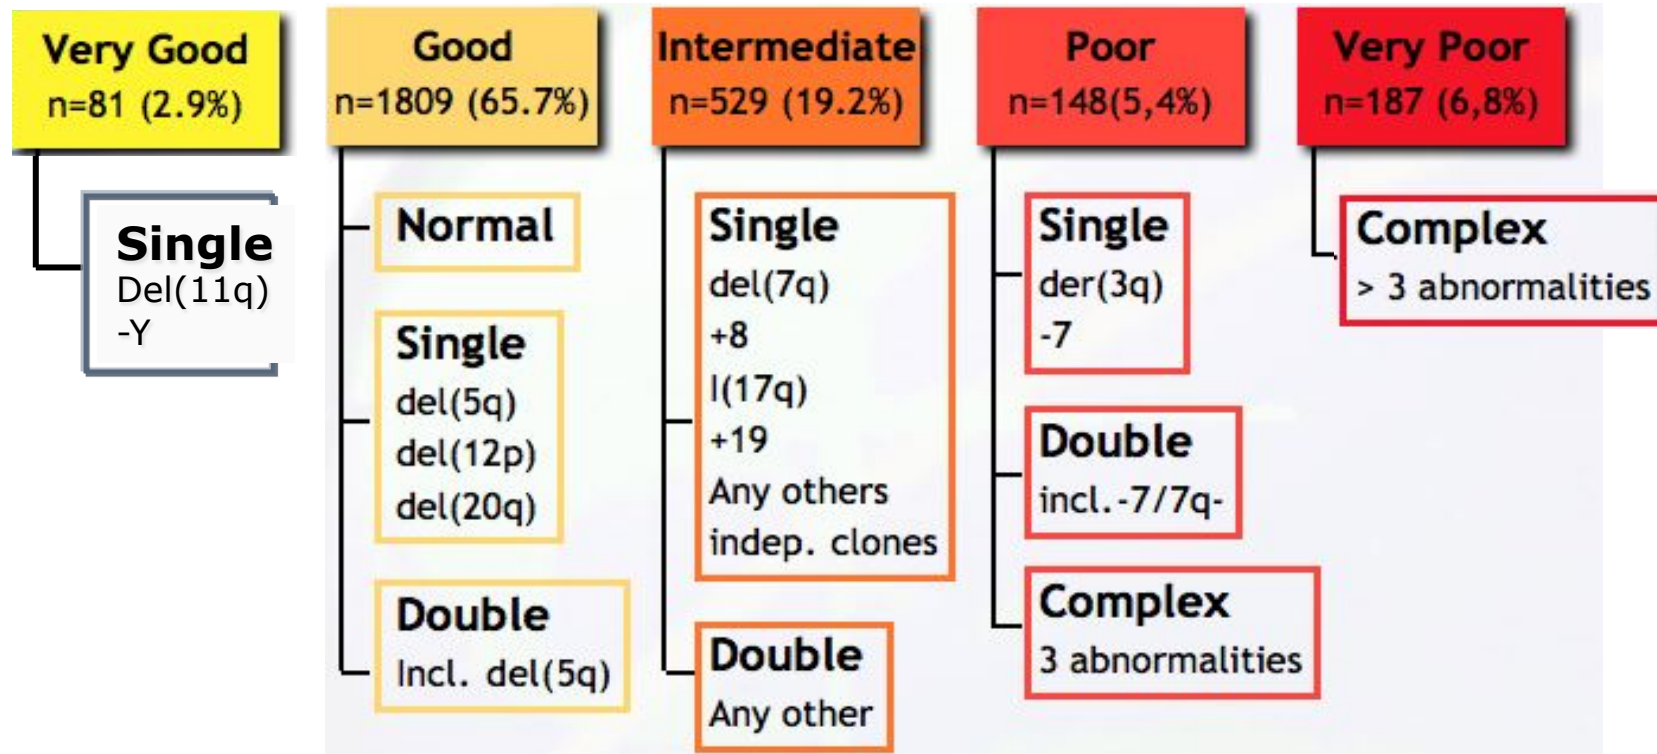 Very Good
n=81 (2.9%)
Single
Del(11q)
-Y
Good
n=1809 (65.7%)
Normal
Single
del(5q)
del(12p)
del(20q)
Double
Incl. del(5q)
Intermediate
n=529 (19.2%)
Single
del(7q)
+8
I(17q)
+19
Any others
indep. clones
Double
Any other
Poor
n=148(5,4%)
Single
der(3q)
-7
Double
incl.-7/7q-
Complex
3 abnormalities
Very Poor
n=187 (6,8%)
Complex
> 3 abnormalities